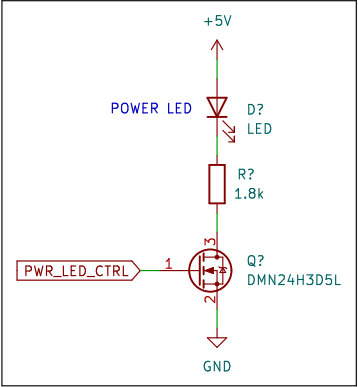 +5V
POWER LED
D?
LED
R?
1.8k
3
PWR_LED_CTRL
1
Q?
DMN24H3D5L
2
GND